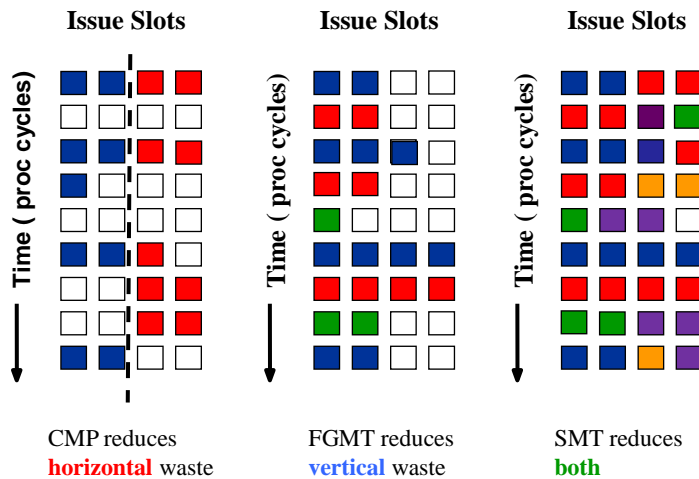 Issue Slots
Time ( proc cycles)
CMP reduces
horizontal waste
Issue Slots
Time ( proc cycles)
FGMT reduces
vertical waste
Issue Slots
Time ( proc cycles)
SMT reduces
both